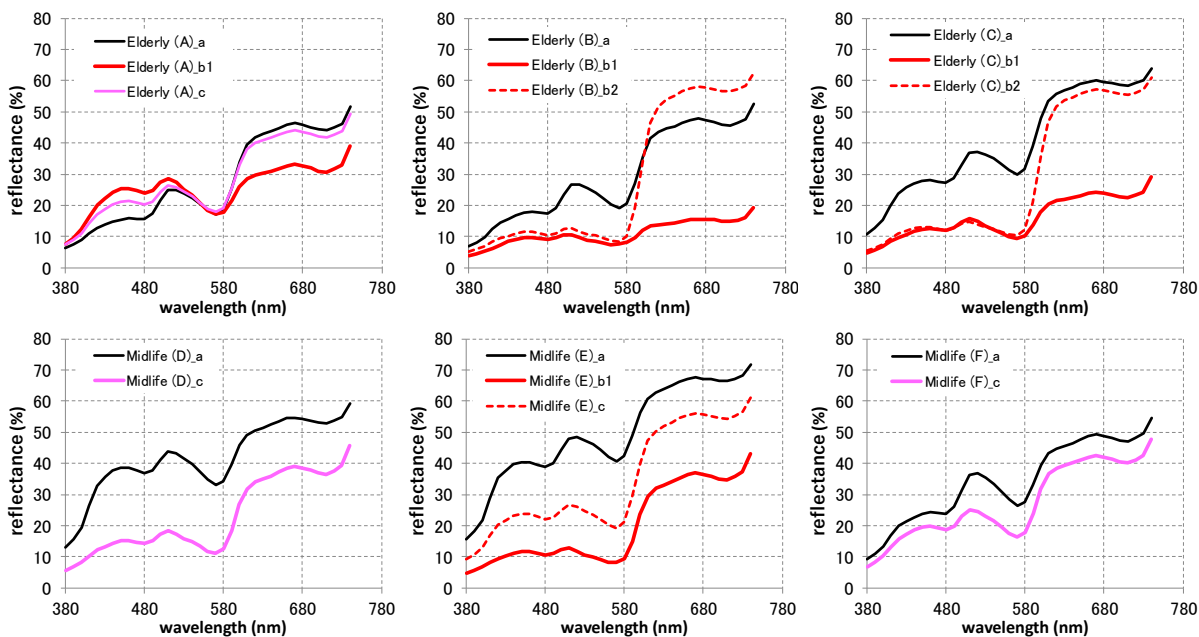 80
70
60
50
40
30
20
10
0
reflectance (%)
Elderly (A)_a
Elderly (A)_b1
Elderly (A)_c
380 480 580 680 780
wavelength (nm)
80
70
60
50
40
30
20
10
0
reflectance (%)
Elderly (B)_a
Elderly (B)_b1
Elderly (B)_b2
380 480 580 680 780
wavelength (nm)
80
70
60
50
40
30
20
10
0
reflectance (%)
Elderly (C)_a
Elderly (C)_b1
Elderly (C)_b2
380 480 580 680 780
wavelength (nm)
80
70
60
50
40
30
20
10
0
reflectance (%)
Midlife (D)_a
Midlife (D)_c
380 480 580 680 780
wavelength (nm)
80
70
60
50
40
30
20
10
0
reflectance (%)
Midlife (E)_a
Midlife (E)_b1
Midlife (E)_c
380 480 580 680 780
wavelength (nm)
80
70
60
50
40
30
20
10
0
reflectance (%)
Midlife (F)_a
Midlife (F)_c
380 480 580 680 780
wavelength (nm)